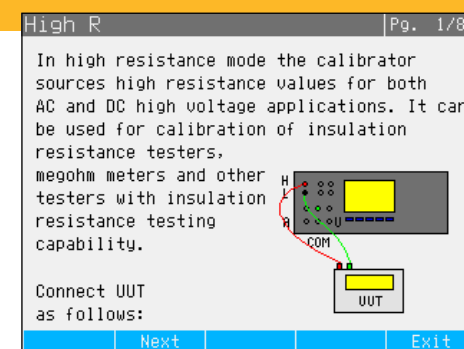 High R Pg. 1/8
In high resistance mode the calibrator
sources high resistance values for both
AC and DC high voltage applications. It can
be used for calibration of insulation
resistance testers,
megohm meters and other
testers with insulation
resistance testing
capability.
H
L
A U
COM
UUT
Connect UUT
as follows:
Next Exit